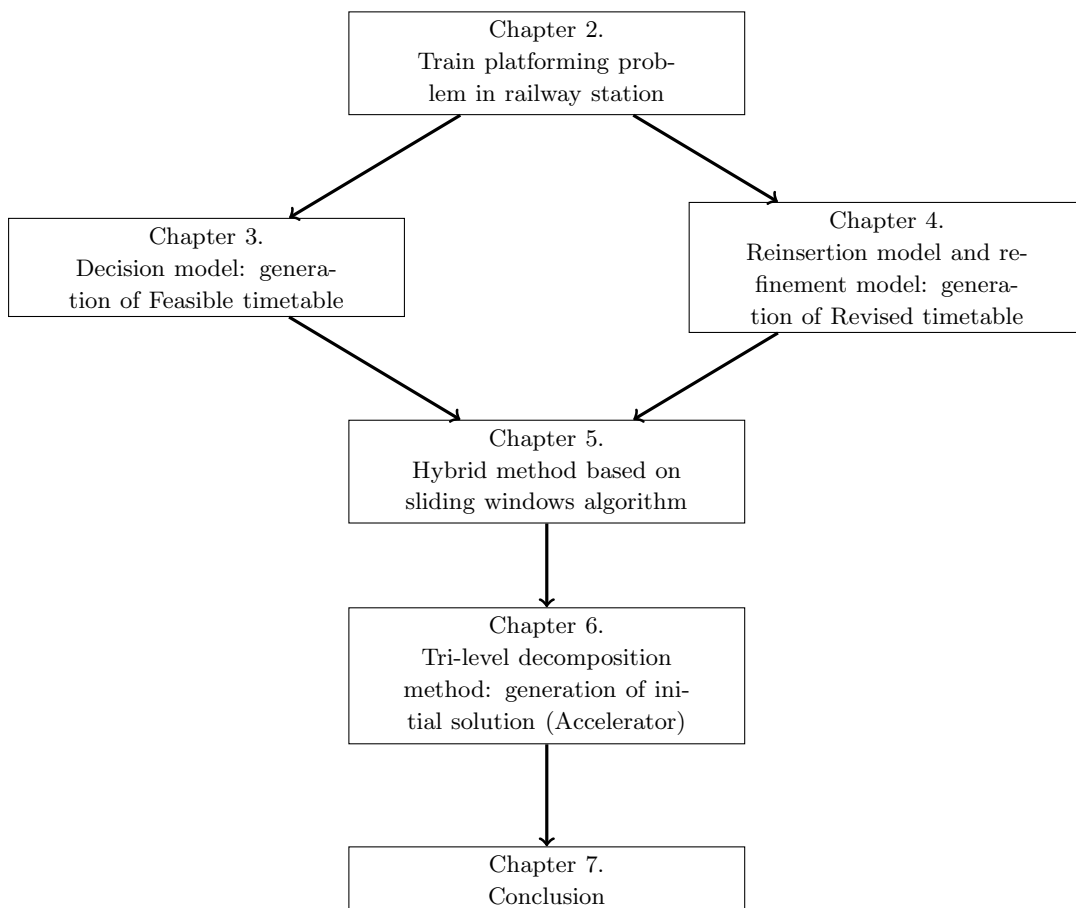 Chapter 2.
Train platforming prob-
lem in railway station
Chapter 3.
Decision model: genera-
tion of Feasible timetable
Chapter 4.
Reinsertion model and re-
finement model: genera-
tion of Revised timetable
Chapter 5.
Hybrid method based on
sliding windows algorithm
Chapter 6.
Tri-level decomposition
method: generation of ini-
tial solution (Accelerator)
Chapter 7.
Conclusion